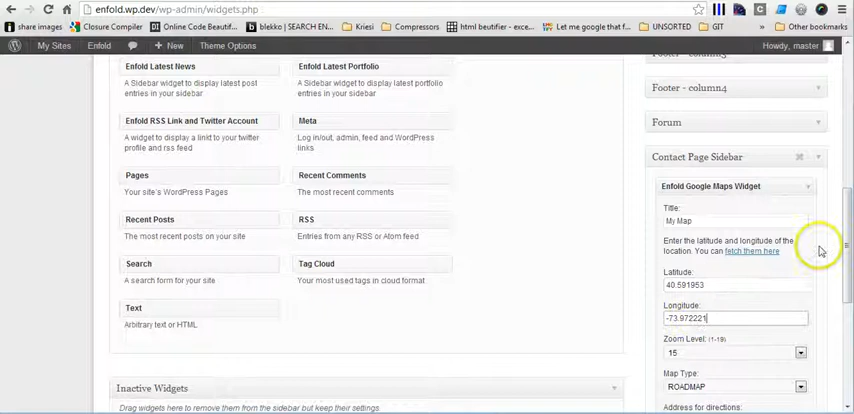 enfold.wp.dev/wp-admin/widgets.php
share images
Closure Compiler
Online Code Beautif...
blekko | SEARCH EN...
Kriesi
Compressors
html beutifier - exce...
Let me google that f...
UNSORTED
GIT
»
Other bookmarks
My Sites
Enfold
+ New
Theme Options
Howdy, master
Enfold Latest News
A Sidebar widget to display latest post
entries in your sidebar
Enfold Latest Portfolio
A Sidebar widget to display latest portfolio
entries in your sidebar
Enfold RSS Link and Twitter Account
A widget to display a linkt to your twitter
profile and rss feed
Meta
Log in/out, admin, feed and WordPress
links
Pages
Your site's WordPress Pages
Recent Comments
The most recent comments
Recent Posts
The most recent posts on your site
RSS
Entries from any RSS or Atom feed
Search
A search form for your site
Tag Cloud
Your most used tags in cloud format
Text
Arbitrary text or HTML
Inactive Widgets
Drag widgets here to remove them from the sidebar but keep their settings.
Footer - column3
Footer - column4
Forum
Contact Page Sidebar
Enfold Google Maps Widget
Title:
My Map
Enter the latitude and longitude of the
location. You can fetch them here
Latitude:
40.591953
Longitude:
-73.972221
Zoom Level: (1-19)
15
Map Type:
ROADMAP
Address for directions: